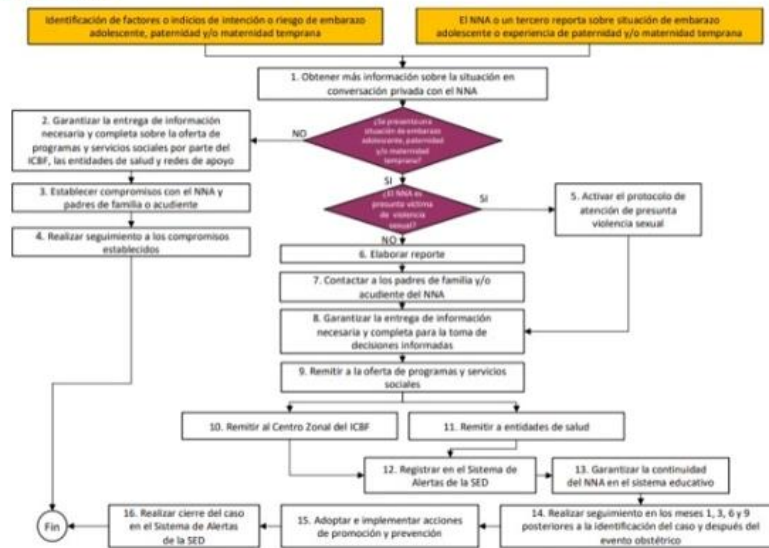 Identificación de factores o indicios de intención o riesgo de embarazo
adolescente, paternidad y/o maternidad temprana
El NNA o un tercero reporta sobre situación de embarazo
adolescente o experiencia de paternidad y/o maternidad temprana
1. Obtener más información sobre la situación en
conversación privada con el NNA
¿Se presenta una
situación de embarazo
adolescente, paternidad
y/o maternidad
temprana?
NO
SI
2. Garantizar la entrega de información
necesaria y completa sobre la oferta de
programas y servicios sociales por parte del
ICBF, las entidades de salud y redes de apoyo
3. Establecer compromisos con el NNA y
padres de familia o acudiente
4. Realizar seguimiento a los compromisos
establecidos
¿El NNA es
presunta víctima
de violencia
sexual?
SI
NO
5. Activar el protocolo de
atención de presunta
violencia sexual
6. Elaborar reporte
7. Contactar a los padres de familia y/o
acudiente del NNA
8. Garantizar la entrega de información
necesaria y completa para la toma de
decisiones informadas
9. Remitir a la oferta de programas y servicios
sociales
10. Remitir al Centro Zonal del ICBF
11. Remitir a entidades de salud
12. Registrar en el Sistema de
Alertas de la SED
13. Garantizar la continuidad
del NNA en el sistema educativo
14. Realizar seguimiento en los meses 1, 3, 6 y 9
posteriores a la identificación del caso y después del
evento obstétrico
15. Adoptar e implementar acciones
de promoción y prevención
16. Realizar cierre del caso
en el Sistema de Alertas
de la SED
Fin